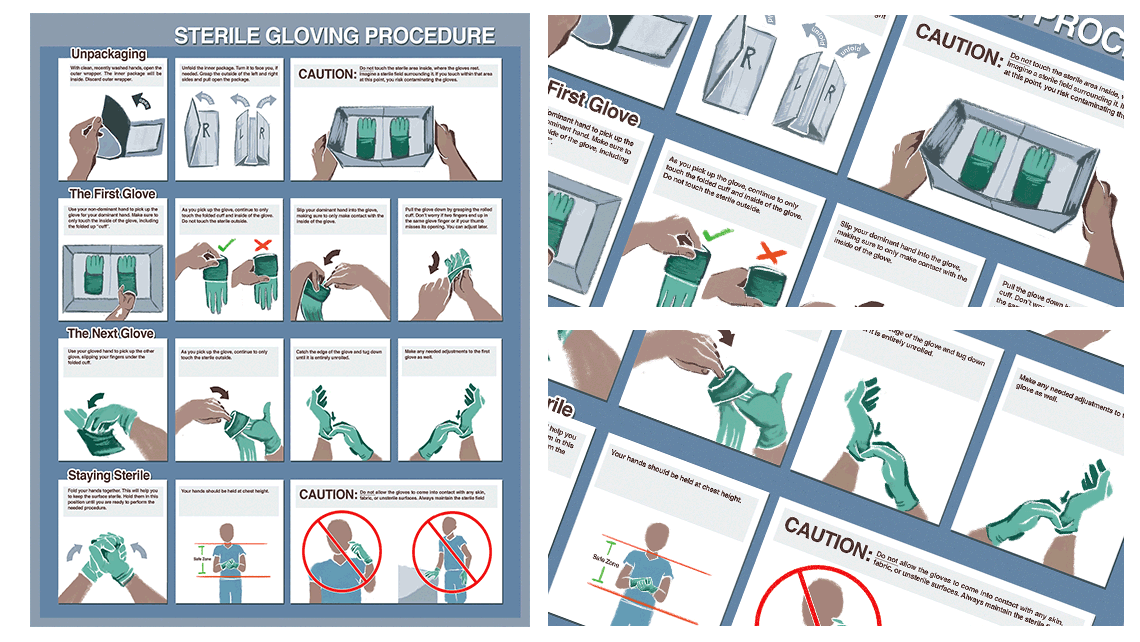 STERILE GLOVING PROCEDURE
Unpackaging
With clean, recently washed hands, open the
outer wrapper. The inner package will be
inside. Discard outer wrapper.
Unfold the inner package. Turn it to face you, if
needed. Grasp the outside of the left and right
sides and pull open the package.
R
L R
CAUTION:
Do not touch the sterile area inside, where the gloves rest.
Imagine a sterile field surrounding it. If you touch within that area
at this point, you risk contaminating the gloves.
The First Glove
Use your non-dominant hand to pick up the
glove for your dominant hand. Make sure to
only touch the inside of the glove, including
the folded up "cuff".
As you pick up the glove, continue to only
touch the folded cuff and inside of the glove.
Do not touch the sterile outside.
Slip your dominant hand into the glove,
making sure to only make contact with the
inside of the glove.
Pull the glove down by grasping the rolled
cuff. Don't worry if two fingers end up in
the same glove finger or if your thumb
misses its opening. You can adjust later.
The Next Glove
Use your gloved hand to pick up the other
glove, slipping your fingers under the
folded cuff.
As you pick up the glove, continue to only
touch the sterile outside.
Catch the edge of the glove and tug down
until it is entirely unrolled.
Make any needed adjustments to the first
glove as well.
Staying Sterile
Fold your hands together. This will help you
to keep the surface sterile. Hold them in this
position until you are ready to perform the
needed procedure.
Your hands should be held at chest height.
Safe Zone
CAUTION:
Do not allow the gloves to come into contact with any skin,
fabric, or unsterile surfaces. Always maintain the sterile field
PROC
unfold
unfold
R
L R
CAUTION:
Do not touch the sterile area inside,
Imagine a sterile field surrounding it. If
at this point, you risk contaminating the
First Glove
dominant hand to pick up the
ominant hand. Make sure to
side of the glove, including
As you pick up the glove, continue to only
touch the folded cuff and inside of the glove.
Do not touch the sterile outside.
Slip your dominant hand into the glove,
making sure to only make contact with the
inside of the glove.
Pull the glove down
cuff. Don't wor
the sa
edge of the glove and tug down
it is entirely unrolled.
Make any needed adjustments to
glove as well.
rile
help you
m in this
m the
Your hands should be held at chest height.
Safe Zone
CAUTION:
Do not allow the gloves to come into contact with any skin,
fabric, or unsterile surfaces. Always maintain the sterile field